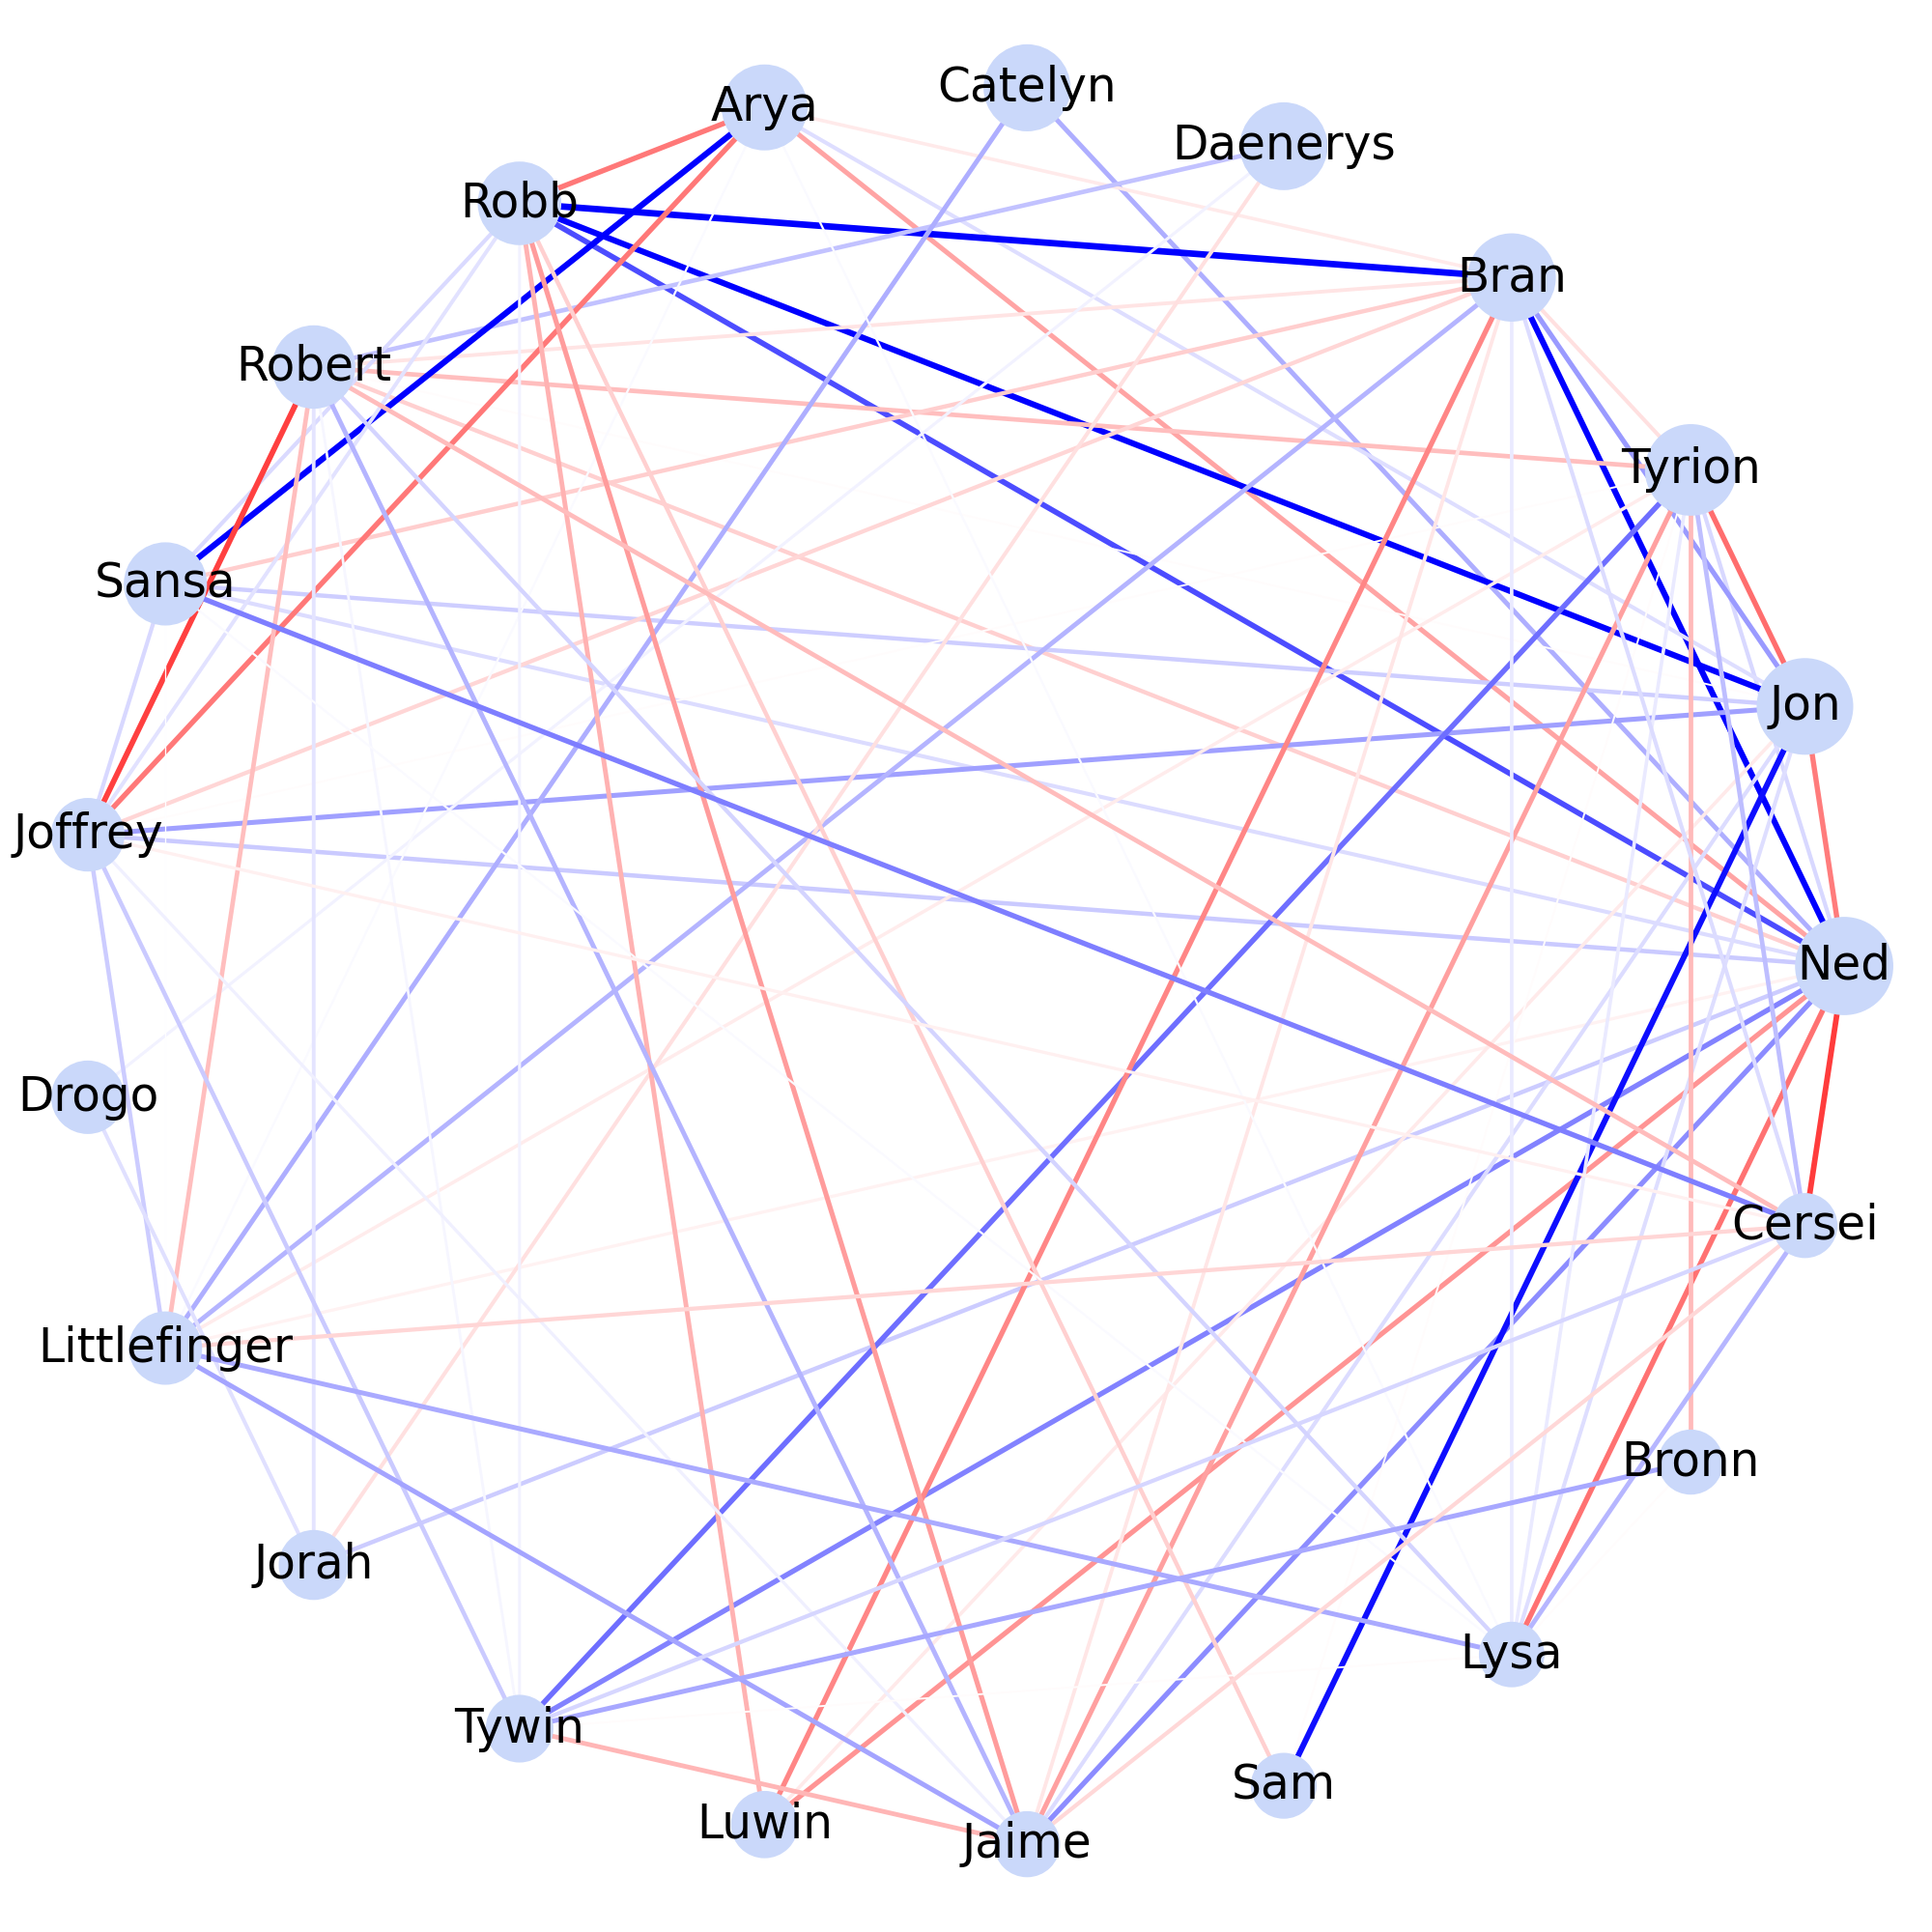 Catelyn
Arya
Daenerys
Robb
Bran
Robert
Tyrion
Sansa
Jon
Joffrey
Ned
Drogo
Cersei
Littlefinger
Bronn
Jorah
Lysa
Tywin
Sam
Luwin
Jaime